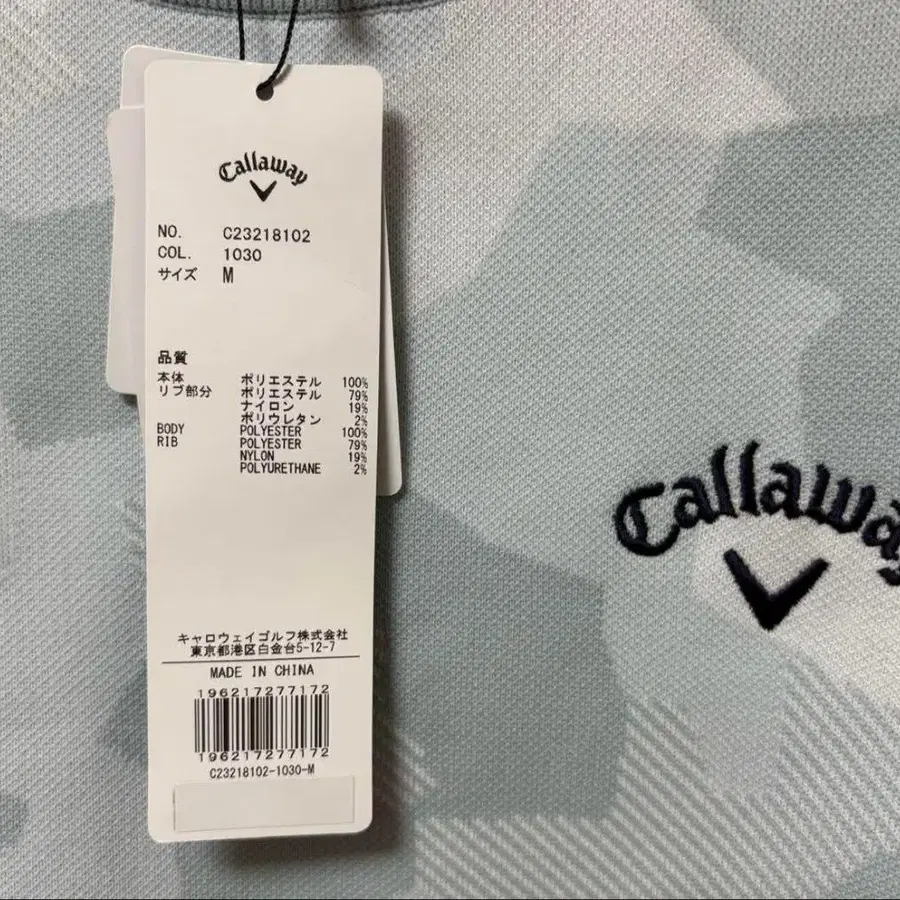 Callaway
NO. C23218102
COL. 1030
サイズ M
品質
本体 ポリエステル 100%
リブ部分 ポリエステル 79%
ナイロン 19%
ポリウレタン 2%
BODY POLYESTER 100%
RIB POLYESTER 79%
NYLON 19%
POLYURETHANE 2%
キャロウェイゴルフ株式会社
東京都港区白金台5-12-7
MADE IN CHINA
196217277172
196217277172
C23218102-1030-M
Callaway